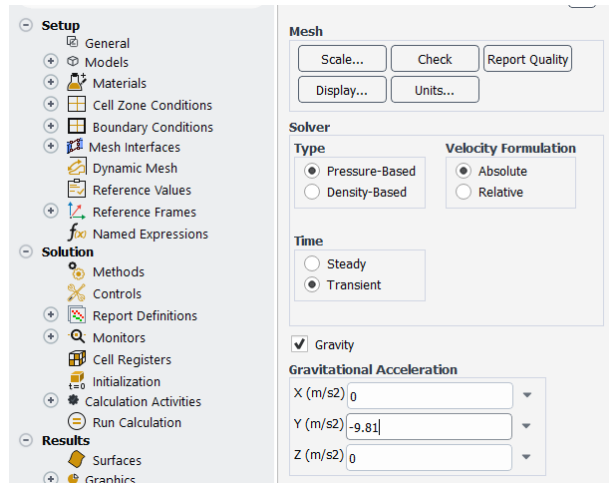 Setup
General
Models
Materials
Cell Zone Conditions
Boundary Conditions
Mesh Interfaces
Dynamic Mesh
Reference Values
Reference Frames
f(x) Named Expressions
Solution
Methods
Controls
Report Definitions
Monitors
Cell Registers
t=0 Initialization
Calculation Activities
Run Calculation
Results
Surfaces
Graphics
Mesh
Scale... Check Report Quality
Display... Units...
Solver
Type Velocity Formulation
Pressure-Based Absolute
Density-Based Relative
Time
Steady
Transient
Gravity
Gravitational Acceleration
X (m/s2) 0
Y (m/s2) -9.81
Z (m/s2) 0